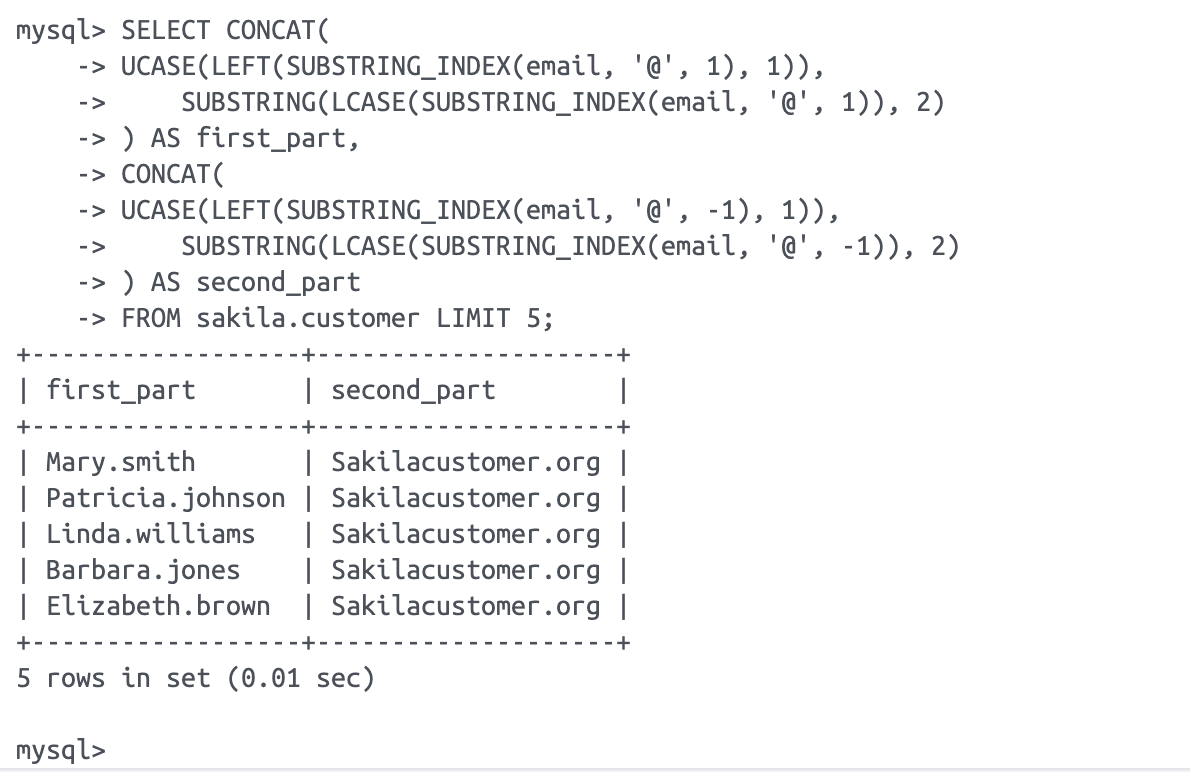 mysql> SELECT CONCAT(
    -> UCASE(LEFT(SUBSTRING_INDEX(email, '@', 1), 1)),
    ->     SUBSTRING(LCASE(SUBSTRING_INDEX(email, '@', 1)), 2)
    -> ) AS first_part,
    -> CONCAT(
    -> UCASE(LEFT(SUBSTRING_INDEX(email, '@', -1), 1)),
    ->     SUBSTRING(LCASE(SUBSTRING_INDEX(email, '@', -1)), 2)
    -> ) AS second_part
    -> FROM sakila.customer LIMIT 5;
+------------------+--------------------+
| first_part       | second_part        |
+------------------+--------------------+
| Mary.smith       | Sakilacustomer.org |
| Patricia.johnson | Sakilacustomer.org |
| Linda.williams   | Sakilacustomer.org |
| Barbara.jones    | Sakilacustomer.org |
| Elizabeth.brown  | Sakilacustomer.org |
+------------------+--------------------+
5 rows in set (0.01 sec)

mysql>